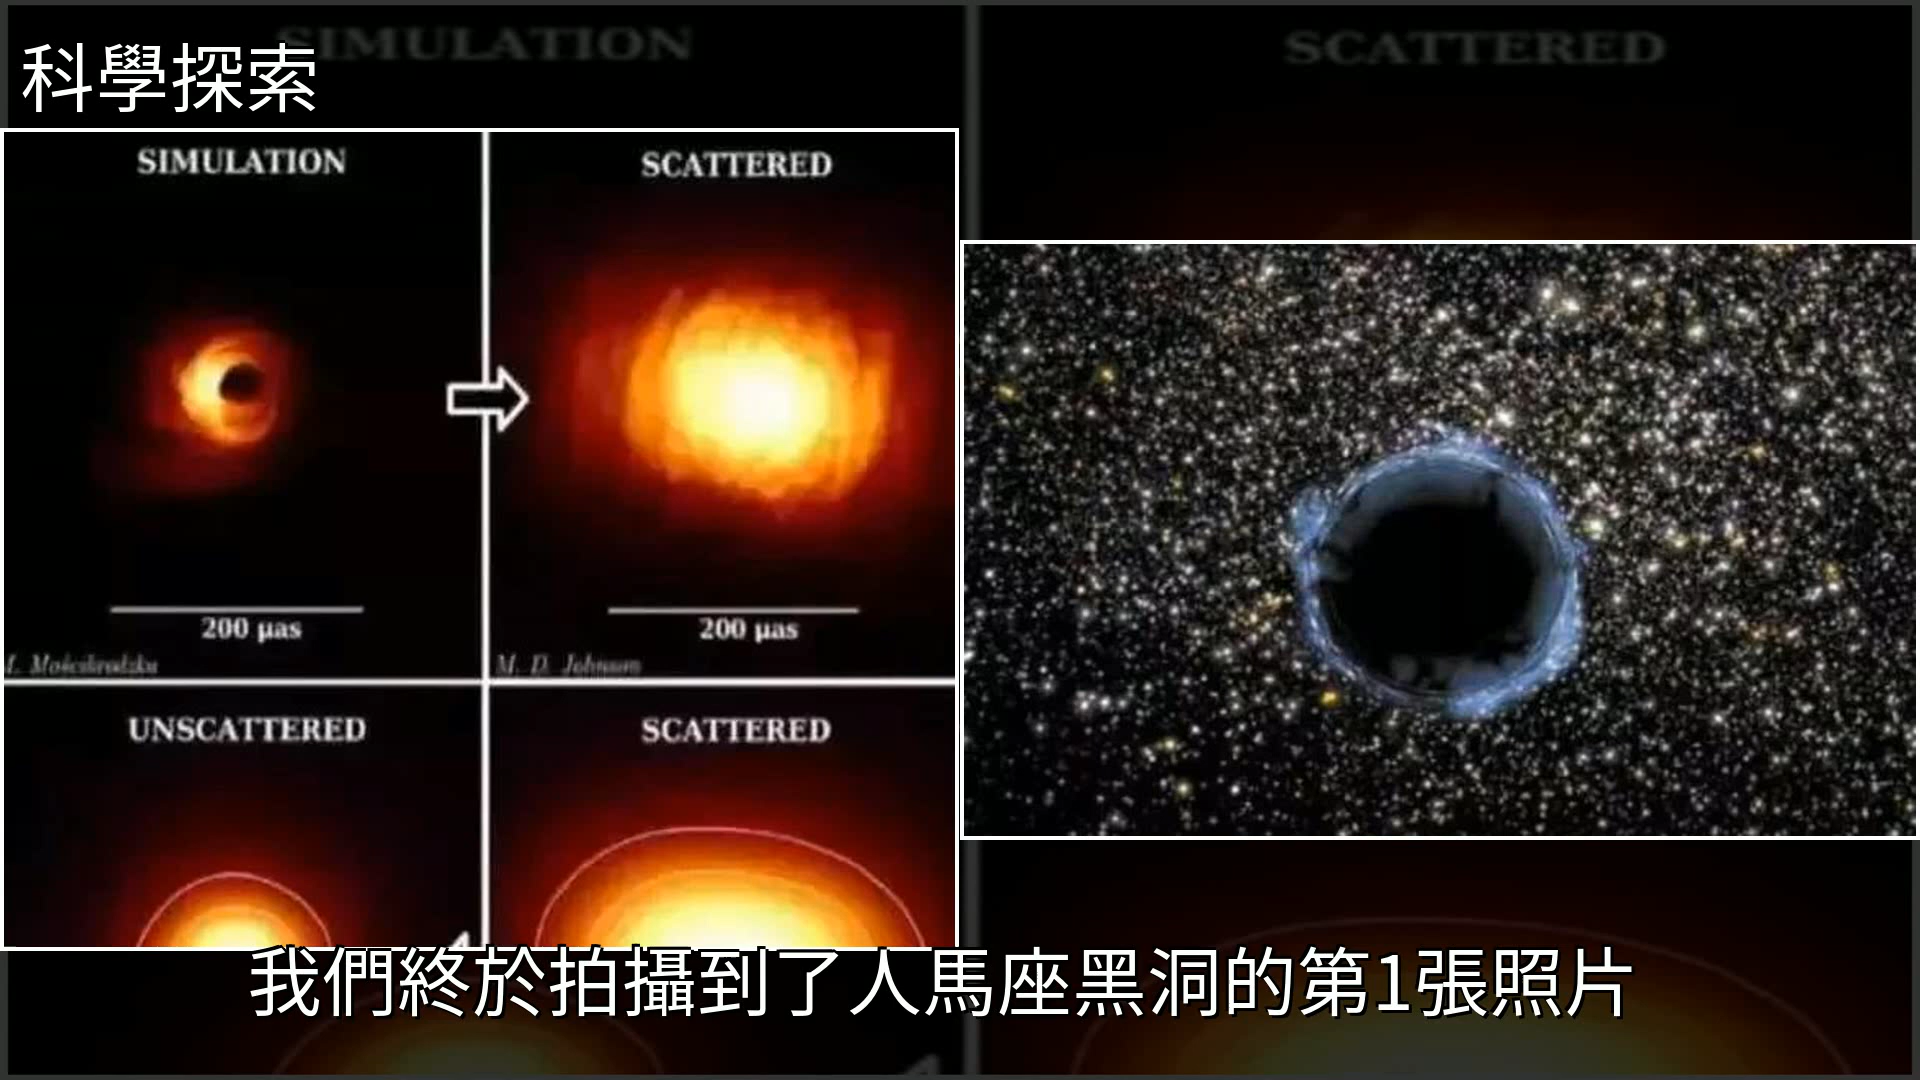 科學探索
SIMULATION
SCATTERED
SIMULATION
SCATTERED
200 µas
200 µas
M. D. Johnson
UNSCATTERED
SCATTERED
我們終於拍攝到了人馬座黑洞的第1張照片